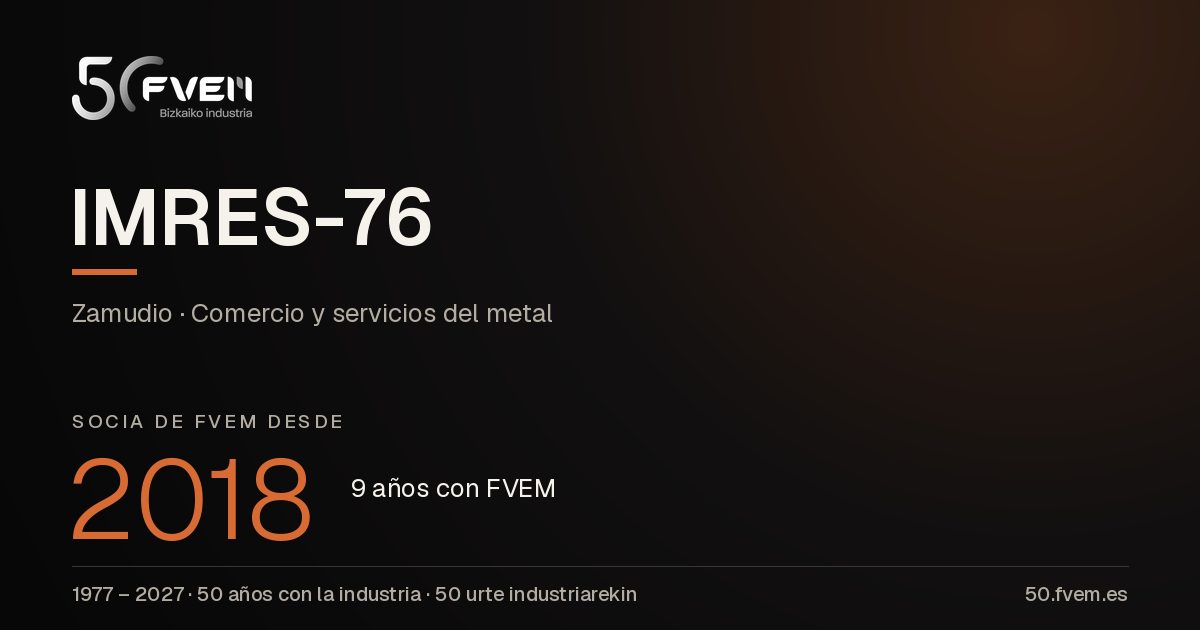 50 FVEM
Bizkaiko industria
IMRES-76
Zamudio · Comercio y servicios del metal
SOCIA DE FVEM DESDE
2018
9 años con FVEM
1977 – 2027 · 50 años con la industria · 50 urte industriarekin
50.fvem.es